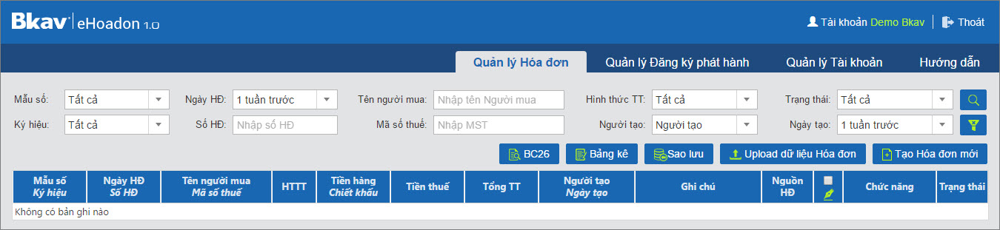 Bkav eHoadon 1.0
Tài khoản Demo Bkav Thoát
Quản lý Hóa đơn Quản lý Đăng ký phát hành Quản lý Tài khoản Hướng dẫn
Mẫu số: Tất cả Ngày HĐ: 1 tuần trước Tên người mua: Nhập tên Người mua Hình thức TT: Tất cả Trạng thái: Tất cả
Ký hiệu: Tất cả Số HĐ: Nhập số HĐ Mã số thuế: Nhập MST Người tạo: Người tạo Ngày tạo: 1 tuần trước
BC26 Bảng kê Sao lưu Upload dữ liệu Hóa đơn Tạo Hóa đơn mới
Mẫu số Ngày HĐ Tên người mua HTTT Tiền hàng Tiền thuế Tổng TT Người tạo Ghi chú Nguồn Chức năng Trạng thái
Ký hiệu Số HĐ Mã số thuế Chiết khấu Ngày tạo HĐ
Không có bản ghi nào